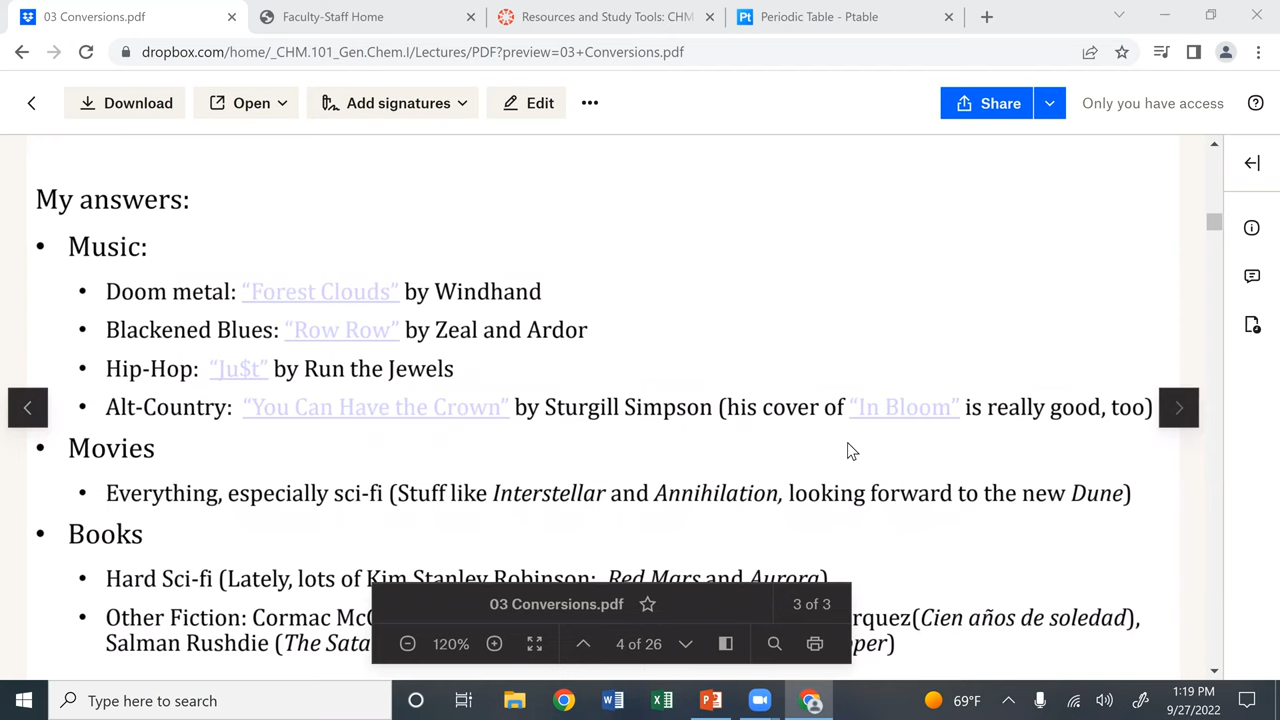 03 Conversions.pdf
Faculty-Staff Home
Resources and Study Tools: CHM
Pt Periodic Table - Ptable
dropbox.com/home/_CHM.101_Gen.Chem.I/Lectures/PDF?preview=03+Conversions.pdf
Download Open Add signatures Edit Share Only you have access
My answers:
• Music:
• Doom metal: “Forest Clouds” by Windhand
• Blackened Blues: “Row Row” by Zeal and Ardor
• Hip-Hop: “Ju$t” by Run the Jewels
• Alt-Country: “You Can Have the Crown” by Sturgill Simpson (his cover of “In Bloom” is really good, too)
• Movies
• Everything, especially sci-fi (Stuff like Interstellar and Annihilation, looking forward to the new Dune)
• Books
• Hard Sci-fi (Lately, lots of Kim Stanley Robinson: Red Mars and Aurora)
• Other Fiction: Cormac (Cien años de soledad),
Salman Rushdie (The
03 Conversions.pdf 3 of 3
120% 4 of 26
Type here to search
69°F
1:19 PM
9/27/2022